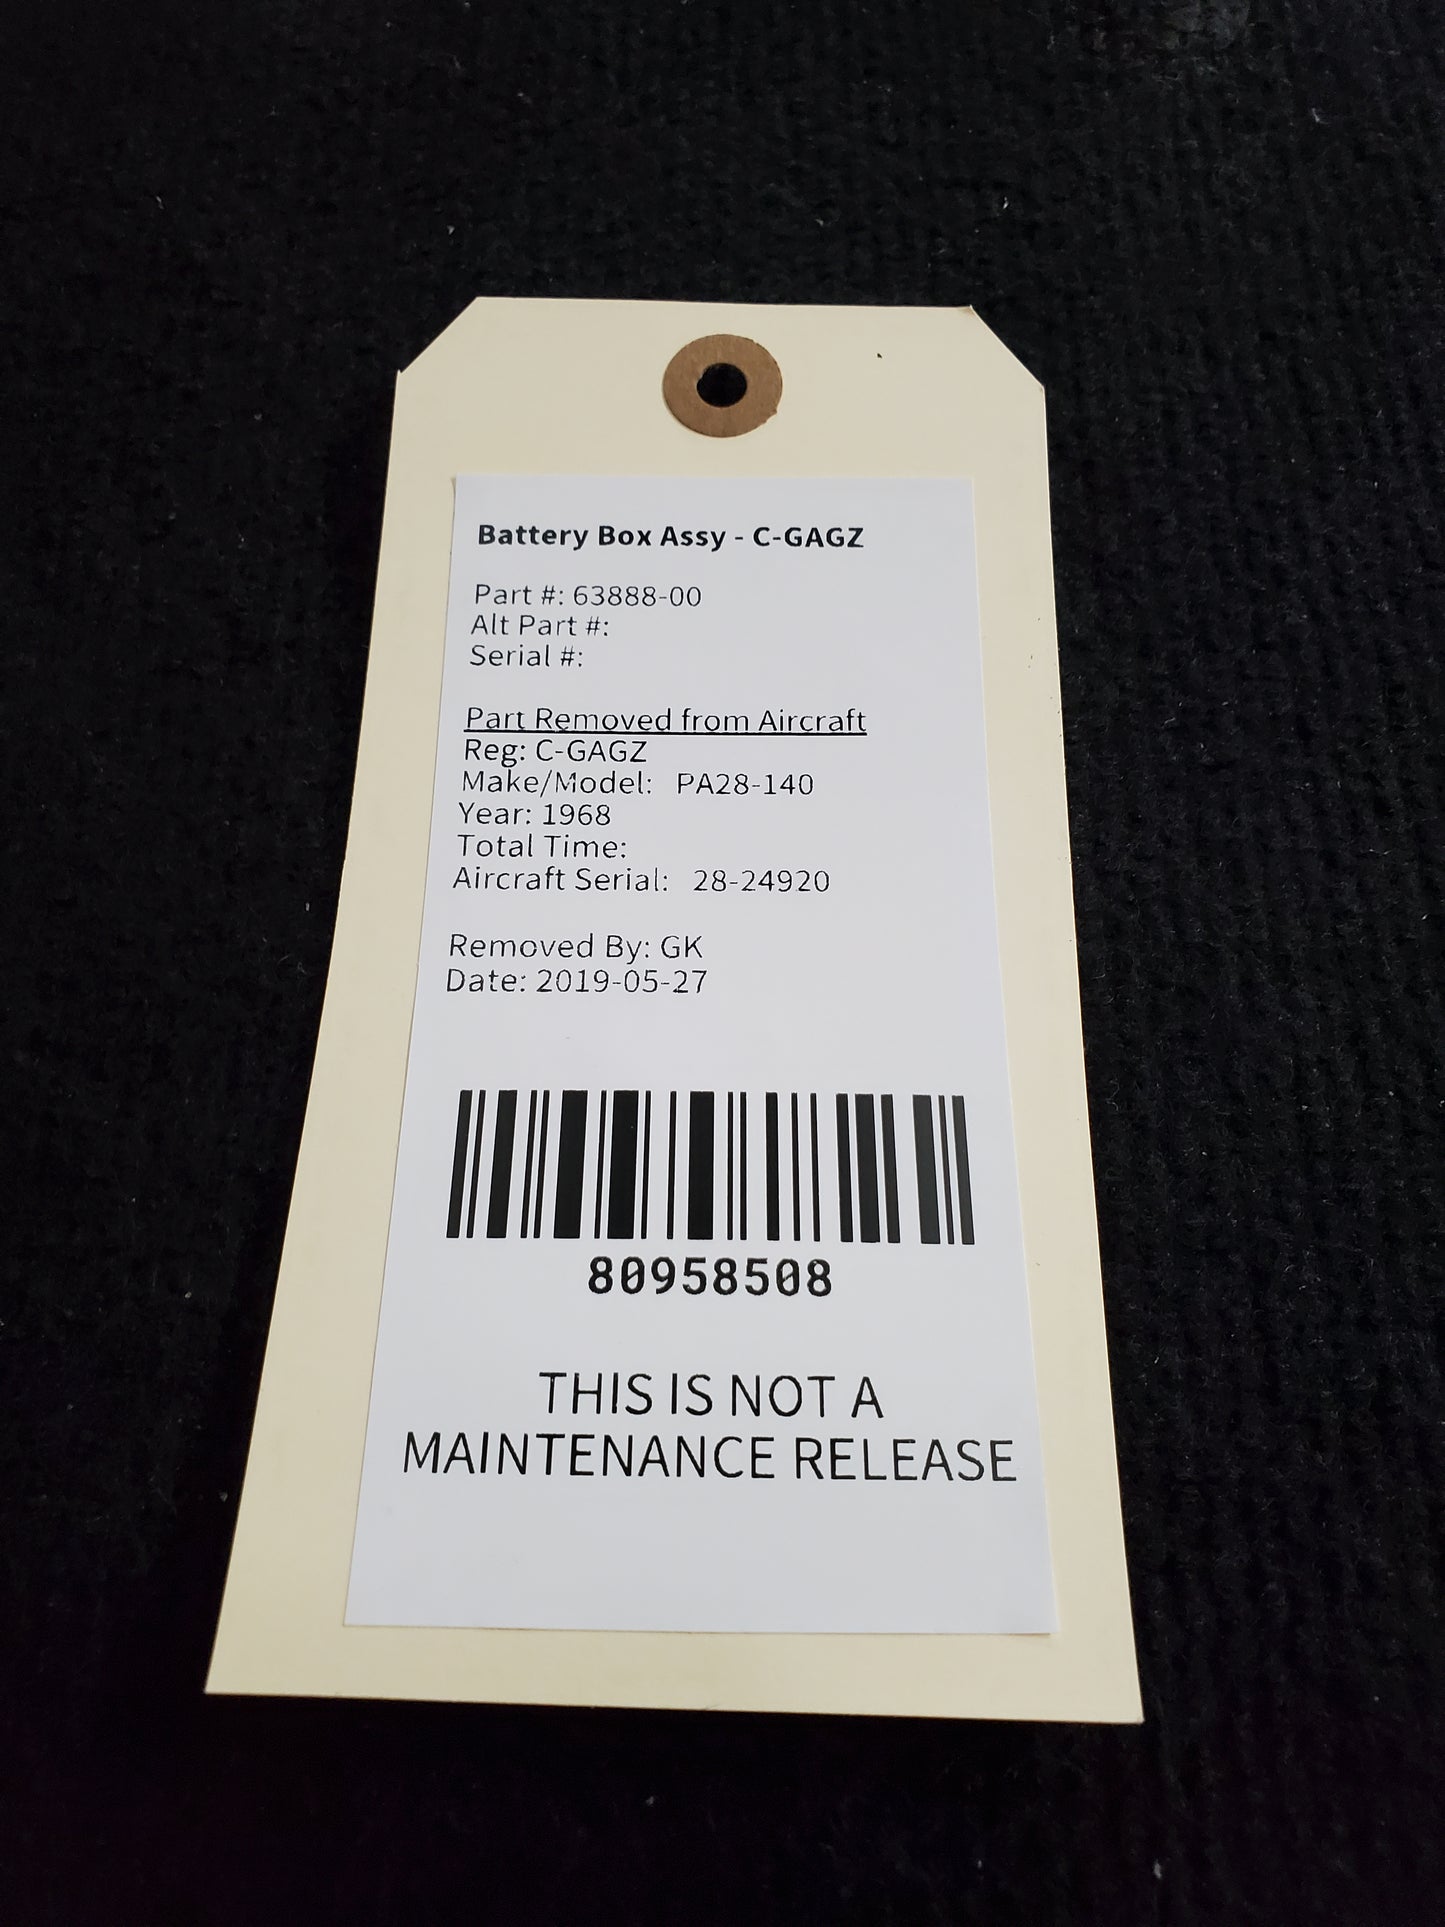 Battery Box Assy - C-GAGZ
Part #: 63888-00
Alt Part #:
Serial #:
Part Removed from Aircraft
Reg: C-GAGZ
Make/Model: PA28-140
Year: 1968
Total Time:
Aircraft Serial: 28-24920
Removed By: GK
Date: 2019-05-27
80958508
THIS IS NOT A
MAINTENANCE RELEASE